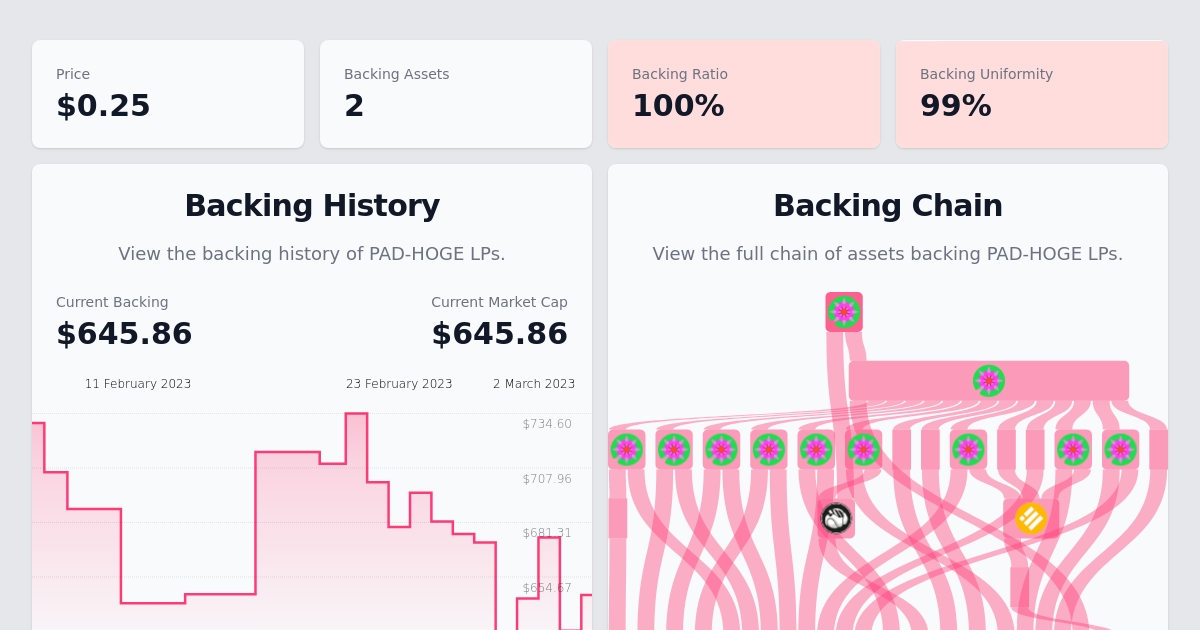 Price
$0.25
Backing Assets
2
Backing Ratio
100%
Backing Uniformity
99%
Backing History
View the backing history of PAD-HOGE LPs.
Current Backing
$645.86
Current Market Cap
$645.86
11 February 2023
23 February 2023
2 March 2023
$734.60
$707.96
$681.31
$654.67
Backing Chain
View the full chain of assets backing PAD-HOGE LPs.